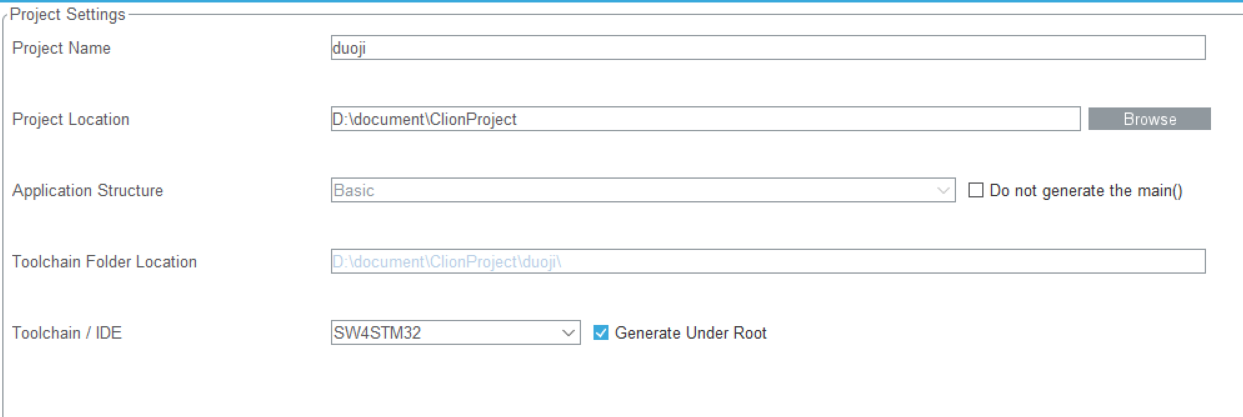 Project Settings
Project Name duoji
Project Location D:\document\ClionProject Browse
Application Structure Basic Do not generate the main()
Toolchain Folder Location D:\document\ClionProject\duoji\
Toolchain / IDE SW4STM32 Generate Under Root